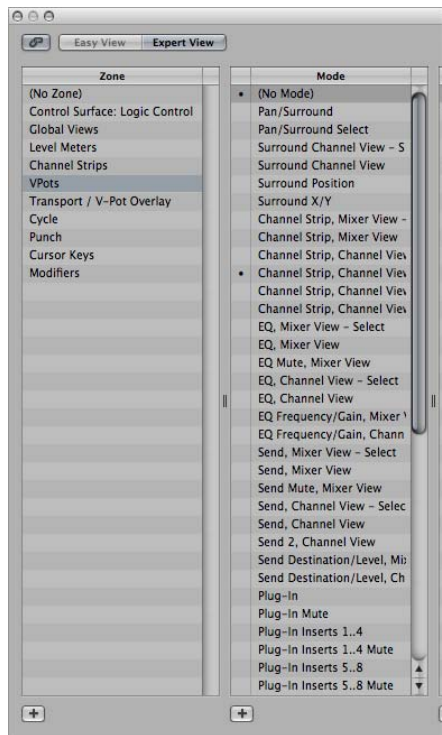 Easy View Expert View
Zone
(No Zone)
Control Surface: Logic Control
Global Views
Level Meters
Channel Strips
VPots
Transport / V-Pot Overlay
Cycle
Punch
Cursor Keys
Modifiers
Mode
• (No Mode)
Pan/Surround
Pan/Surround Select
Surround Channel View – S
Surround Channel View
Surround Position
Surround X/Y
Channel Strip, Mixer View –
Channel Strip, Mixer View
Channel Strip, Channel View
• Channel Strip, Channel View
Channel Strip, Channel View
Channel Strip, Channel View
EQ, Mixer View – Select
EQ, Mixer View
EQ Mute, Mixer View
EQ, Channel View – Select
EQ, Channel View
EQ Frequency/Gain, Mixer
EQ Frequency/Gain, Chann
Send, Mixer View – Select
Send, Mixer View
Send Mute, Mixer View
Send, Channel View – Selec
Send, Channel View
Send 2, Channel View
Send Destination/Level, Mi
Send Destination/Level, Ch
Plug-In
Plug-In Mute
Plug-In Inserts 1..4
Plug-In Inserts 1..4 Mute
Plug-In Inserts 5..8
Plug-In Inserts 5..8 Mute